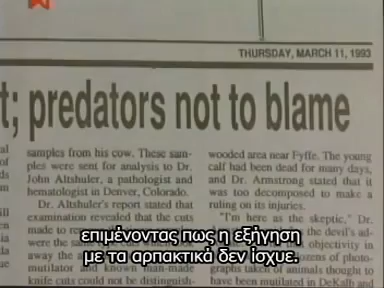 THURSDAY, MARCH 11, 1993
t; predators not to blame
samples from his cow. These sam-
ples were sent for analysis to Dr.
John Altshuler, a pathologist and
hematologist in Denver, Colorado.
Dr. Altshuler's report stated that
examination revealed that the cuts
made to
were the
away the
mutilator and known man-made
knife cuts could not be distinguish-
wooded area near Fyffe. The young
calf had been dead for many days,
and Dr. Armstrong stated that it
was too decomposed to make a
ruling on its injuries.
"I'm here as the skeptic," Dr.
the devil's ad-
objectivity in
dozens of photo-
graphs taken of animals thought to
have been mutilated in DeKalb and
επιμένοντας πως η εξήγηση
με τα αρπακτικά δεν ίσχυε.